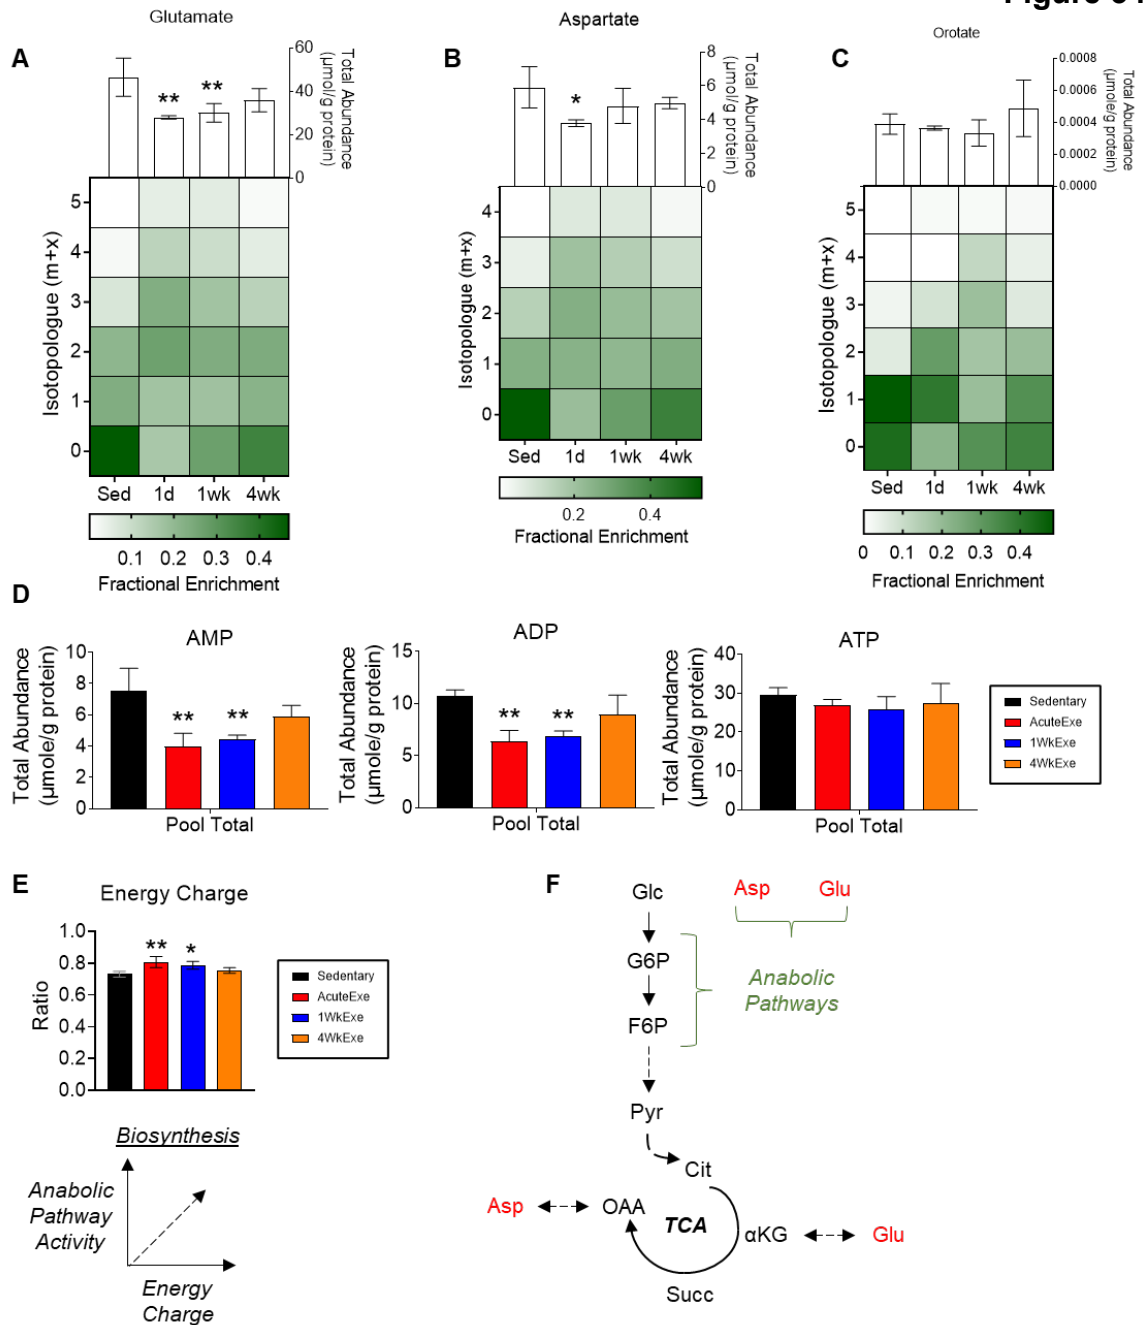 Glutamate
A
**
**
60
40
20
0
Total Abundance
(µmol/g protein)
Isotopologue (m+x)
5
4
3
2
1
0
Sed 1d 1wk 4wk
0.1 0.2 0.3 0.4
Fractional Enrichment
Aspartate
B
*
8
6
4
2
0
Total Abundance
(µmol/g protein)
Isotopologue (m+x)
4
3
2
1
0
Sed 1d 1wk 4wk
0.2 0.4
Fractional Enrichment
Orotate
C
0.0008
0.0006
0.0004
0.0002
0.0000
Total Abundance
(µmole/g protein)
Isotopologue (m+x)
5
4
3
2
1
0
Sed 1d 1wk 4wk
0 0.1 0.2 0.3 0.4
Fractional Enrichment
D
AMP
Total Abundance
(µmole/g protein)
10
8
6
4
2
0
** **
Pool Total
ADP
Total Abundance
(µmole/g protein)
15
10
5
0
** **
Pool Total
ATP
Total Abundance
(µmole/g protein)
40
30
20
10
0
Pool Total
Sedentary
AcuteExe
1WkExe
4WkExe
E
Energy Charge
Ratio
1.0
0.8
0.6
0.4
0.2
0.0
** *
Sedentary
AcuteExe
1WkExe
4WkExe
Biosynthesis
Anabolic
Pathway
Activity
Energy
Charge
F
Glc
Asp Glu
G6P
F6P
Anabolic
Pathways
Pyr
Cit
Asp OAA TCA αKG Glu
Succ